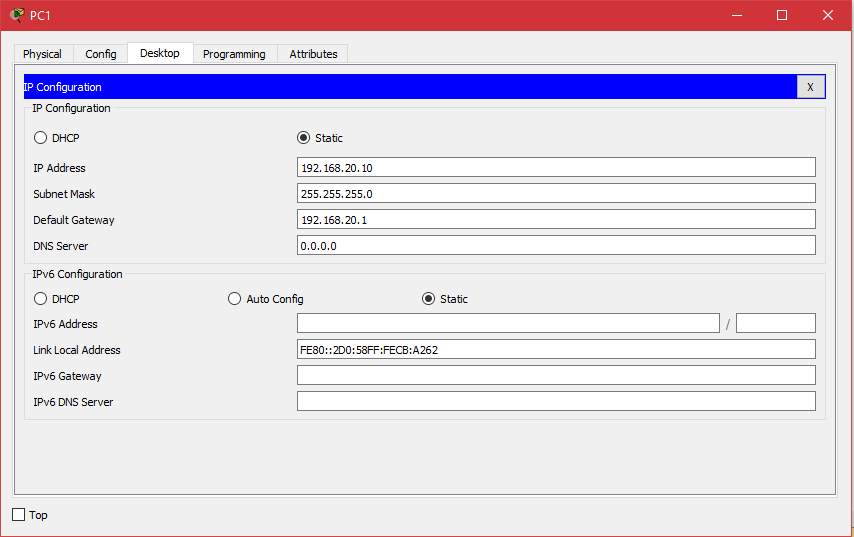 PC1
Physical Config Desktop Programming Attributes
IP Configuration X
IP Configuration
DHCP Static
IP Address 192.168.20.10
Subnet Mask 255.255.255.0
Default Gateway 192.168.20.1
DNS Server 0.0.0.0
IPv6 Configuration
DHCP Auto Config Static
IPv6 Address /
Link Local Address FE80::2D0:58FF:FECB:A262
IPv6 Gateway
IPv6 DNS Server
Top